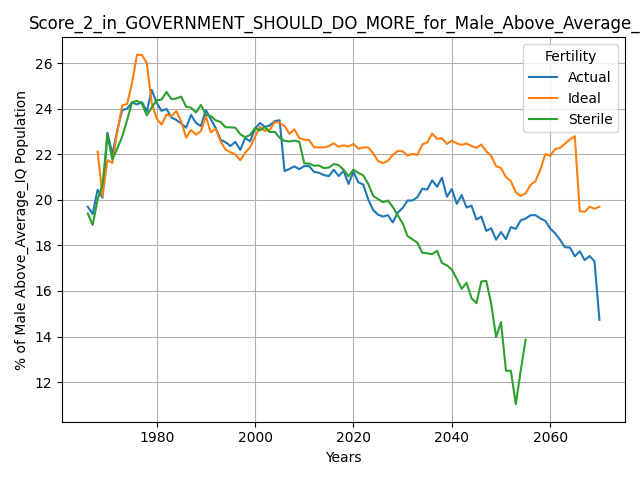 Score_2_in_GOVERNMENT_SHOULD_DO_MORE_for_Male_Above_Average_
Fertility
Actual
Ideal
Sterile
% of Male Above_Average_IQ Population
26
24
22
20
18
16
14
12
1980
2000
2020
2040
2060
Years